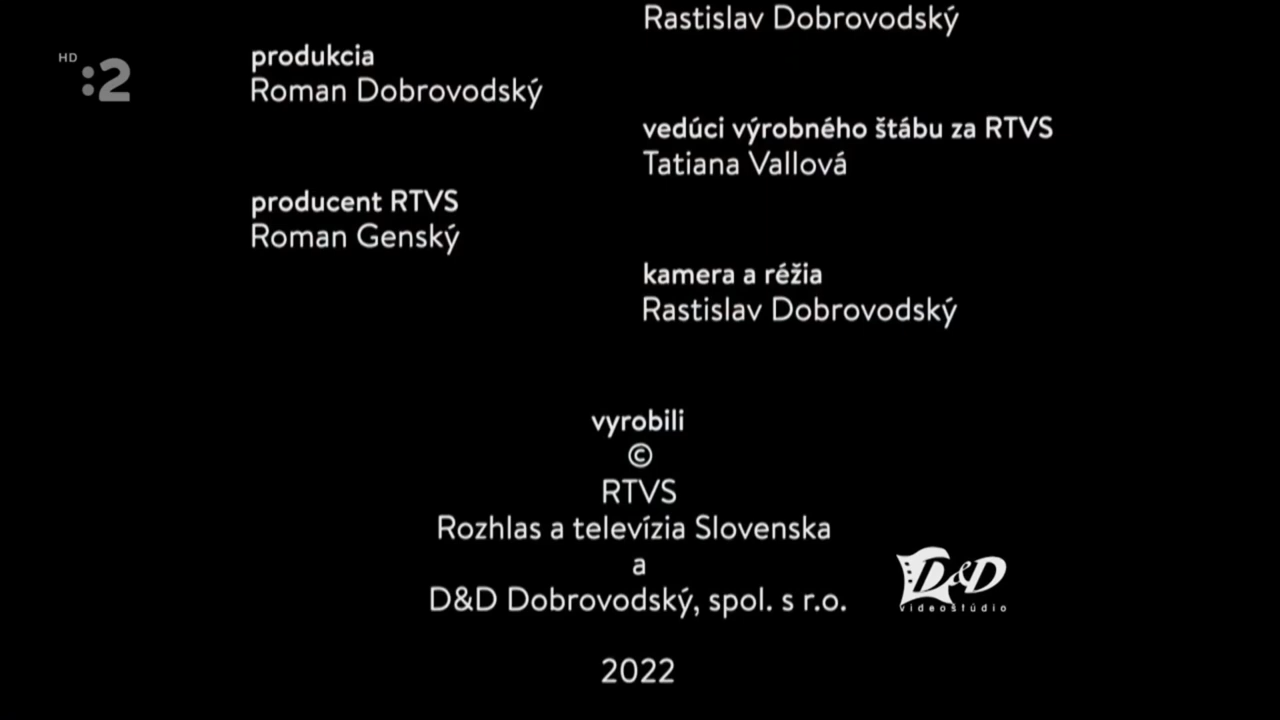 Rastislav Dobrovodský
HD
:2
produkcia
Roman Dobrovodský
vedúci výrobného štábu za RTVS
Tatiana Vallová
producent RTVS
Roman Genský
kamera a réžia
Rastislav Dobrovodský
vyrobili
©
RTVS
Rozhlas a televízia Slovenska
a
D&D Dobrovodský, spol. s r.o.
D&D
videoštúdio
2022